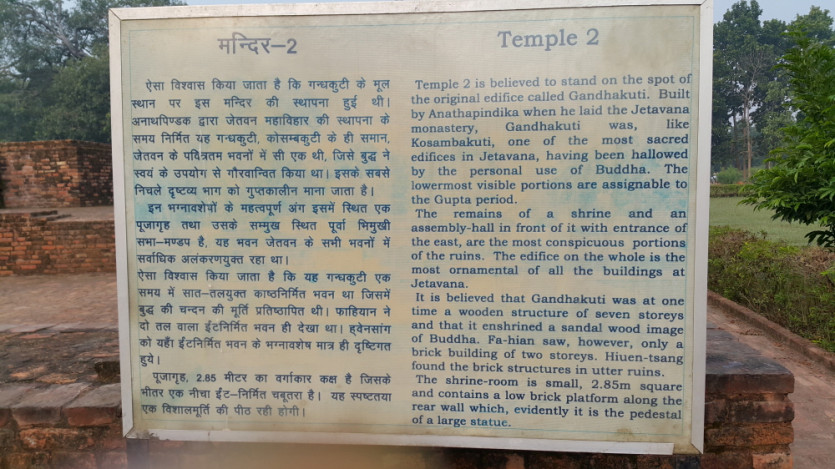 मन्दिर–2
ऐसा विश्वास किया जाता है कि गन्धकुटी के मूल
स्थान पर इस मन्दिर की स्थापना हुई थी।
अनाथपिण्डक द्वारा जेतवन महाविहार की स्थापना के
समय निर्मित यह गन्धकुटी, कोसम्बकुटी के ही समान,
जेतवन के पवित्रतम भवनों में सी एक थी, जिसे बुद्ध ने
स्वयं के उपयोग से गौरवान्वित किया था। इसके सबसे
निचले दृष्टव्य भाग को गुप्तकालीन माना जाता है।
इन भग्नावशेषों के महत्वपूर्ण अंग इसमें स्थित एक
पूजागृह तथा उसके सम्मुख स्थित पूर्वा भिमुखी
सभा–मण्डप है, यह भवन जेतवन के सभी भवनों में
सर्वाधिक अलंकरणयुक्त रहा था।
ऐसा विश्वास किया जाता है कि यह गन्धकुटी एक
समय में सात–तलयुक्त काष्ठनिर्मित भवन था जिसमें
बुद्ध की चन्दन की मूर्ति प्रतिष्ठापित थी। फाहियान ने
दो तल वाला ईंटनिर्मित भवन ही देखा था। ह्वेनसांग
को यहाँ ईंटनिर्मित भवन के भग्नावशेष मात्र ही दृष्टिगत
हुये।
पूजागृह, 2.85 मीटर का वर्गाकार कक्ष है जिसके
भीतर एक नीचा ईंट–निर्मित चबूतरा है। यह स्पष्टतया
एक विशालमूर्ति की पीठ रही होगी।
Temple 2
Temple 2 is believed to stand on the spot of
the original edifice called Gandhakuti. Built
by Anathapindika when he laid the Jetavana
monastery, Gandhakuti was, like
Kosambakuti, one of the most sacred
edifices in Jetavana, having been hallowed
by the personal use of Buddha. The
lowermost visible portions are assignable to
the Gupta period.
The remains of a shrine and an
assembly-hall in front of it with entrance of
the east, are the most conspicuous portions
of the ruins. The edifice on the whole is the
most ornamental of all the buildings at
Jetavana.
It is believed that Gandhakuti was at one
time a wooden structure of seven storeys
and that it enshrined a sandal wood image
of Buddha. Fa-hian saw, however, only a
brick building of two storeys. Hiuen-tsang
found the brick structures in utter ruins.
The shrine-room is small, 2.85m square
and contains a low brick platform along the
rear wall which, evidently it is the pedestal
of a large statue.